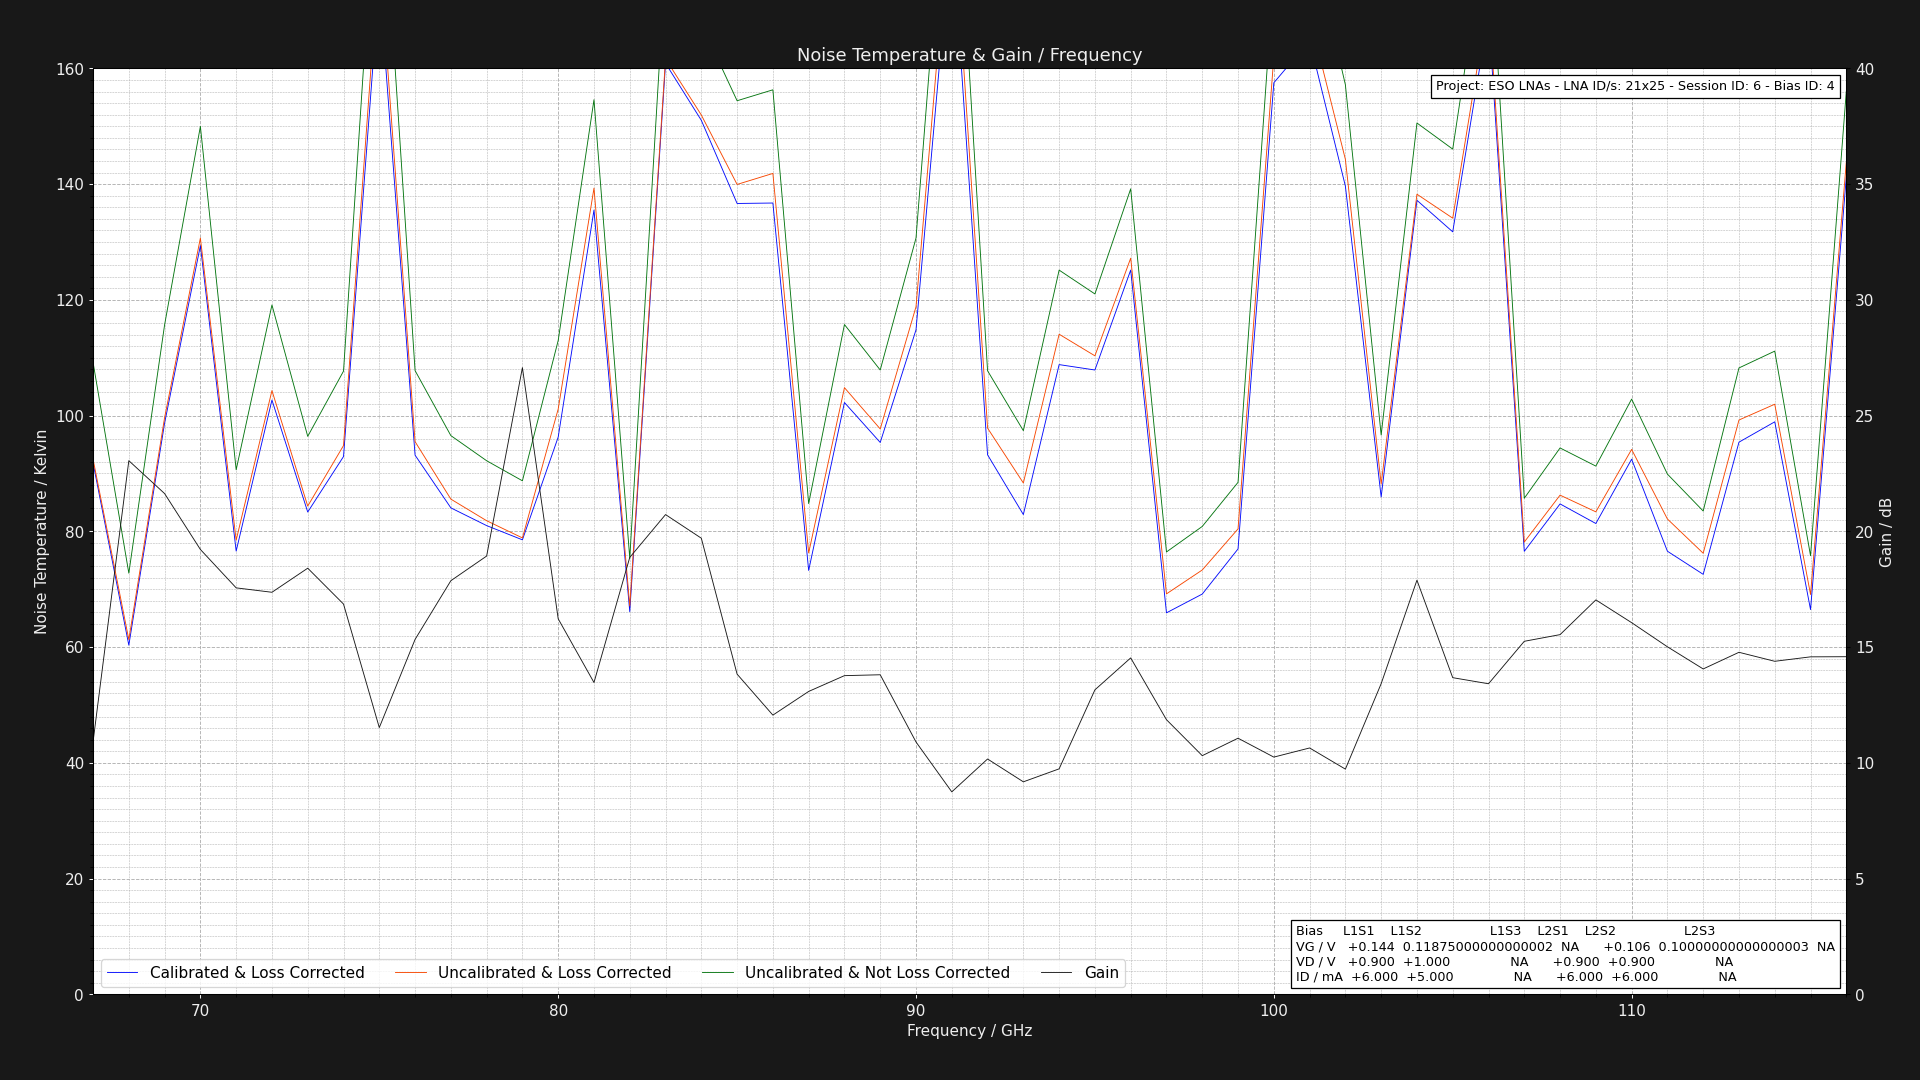 Noise Temperature & Gain / Frequency
160
140
120
100
80
60
40
20
0
Noise Temperature / Kelvin
40
35
30
25
20
15
10
5
0
Gain / dB
Project: ESO LNAs - LNA ID/s: 21x25 - Session ID: 6 - Bias ID: 4
Bias L1S1 L1S2 L1S3 L2S1 L2S2 L2S3
VG / V +0.144 0.11875000000000002 NA +0.106 0.10000000000000003 NA
VD / V +0.900 +1.000 NA +0.900 +0.900 NA
ID / mA +6.000 +5.000 NA +6.000 +6.000 NA
Calibrated & Loss Corrected Uncalibrated & Loss Corrected Uncalibrated & Not Loss Corrected Gain
70 80 90 100 110
Frequency / GHz